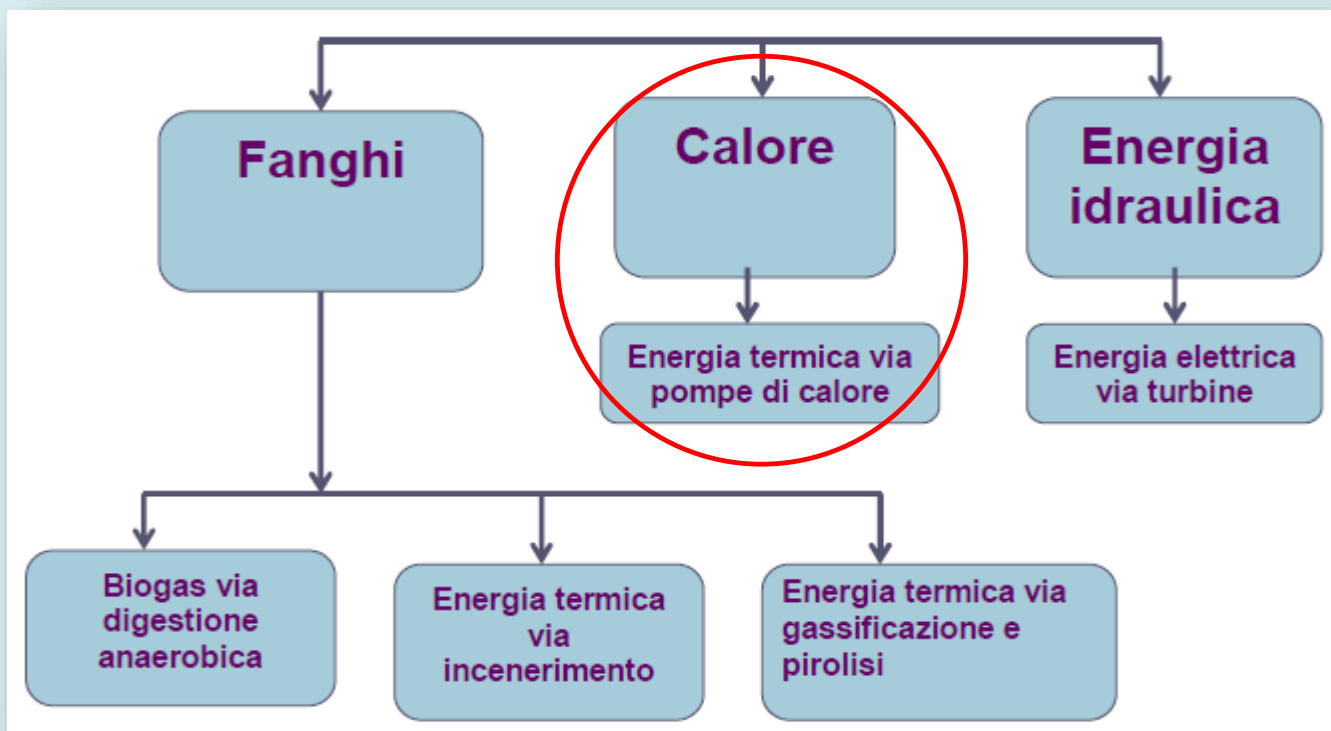 Fanghi
Calore
Energia
idraulica
Energia termica via
pompe di calore
Energia elettrica
via turbine
Biogas via
digestione
anaerobica
Energia termica
via
incenerimento
Energia termica via
gassificazione e
pirolisi